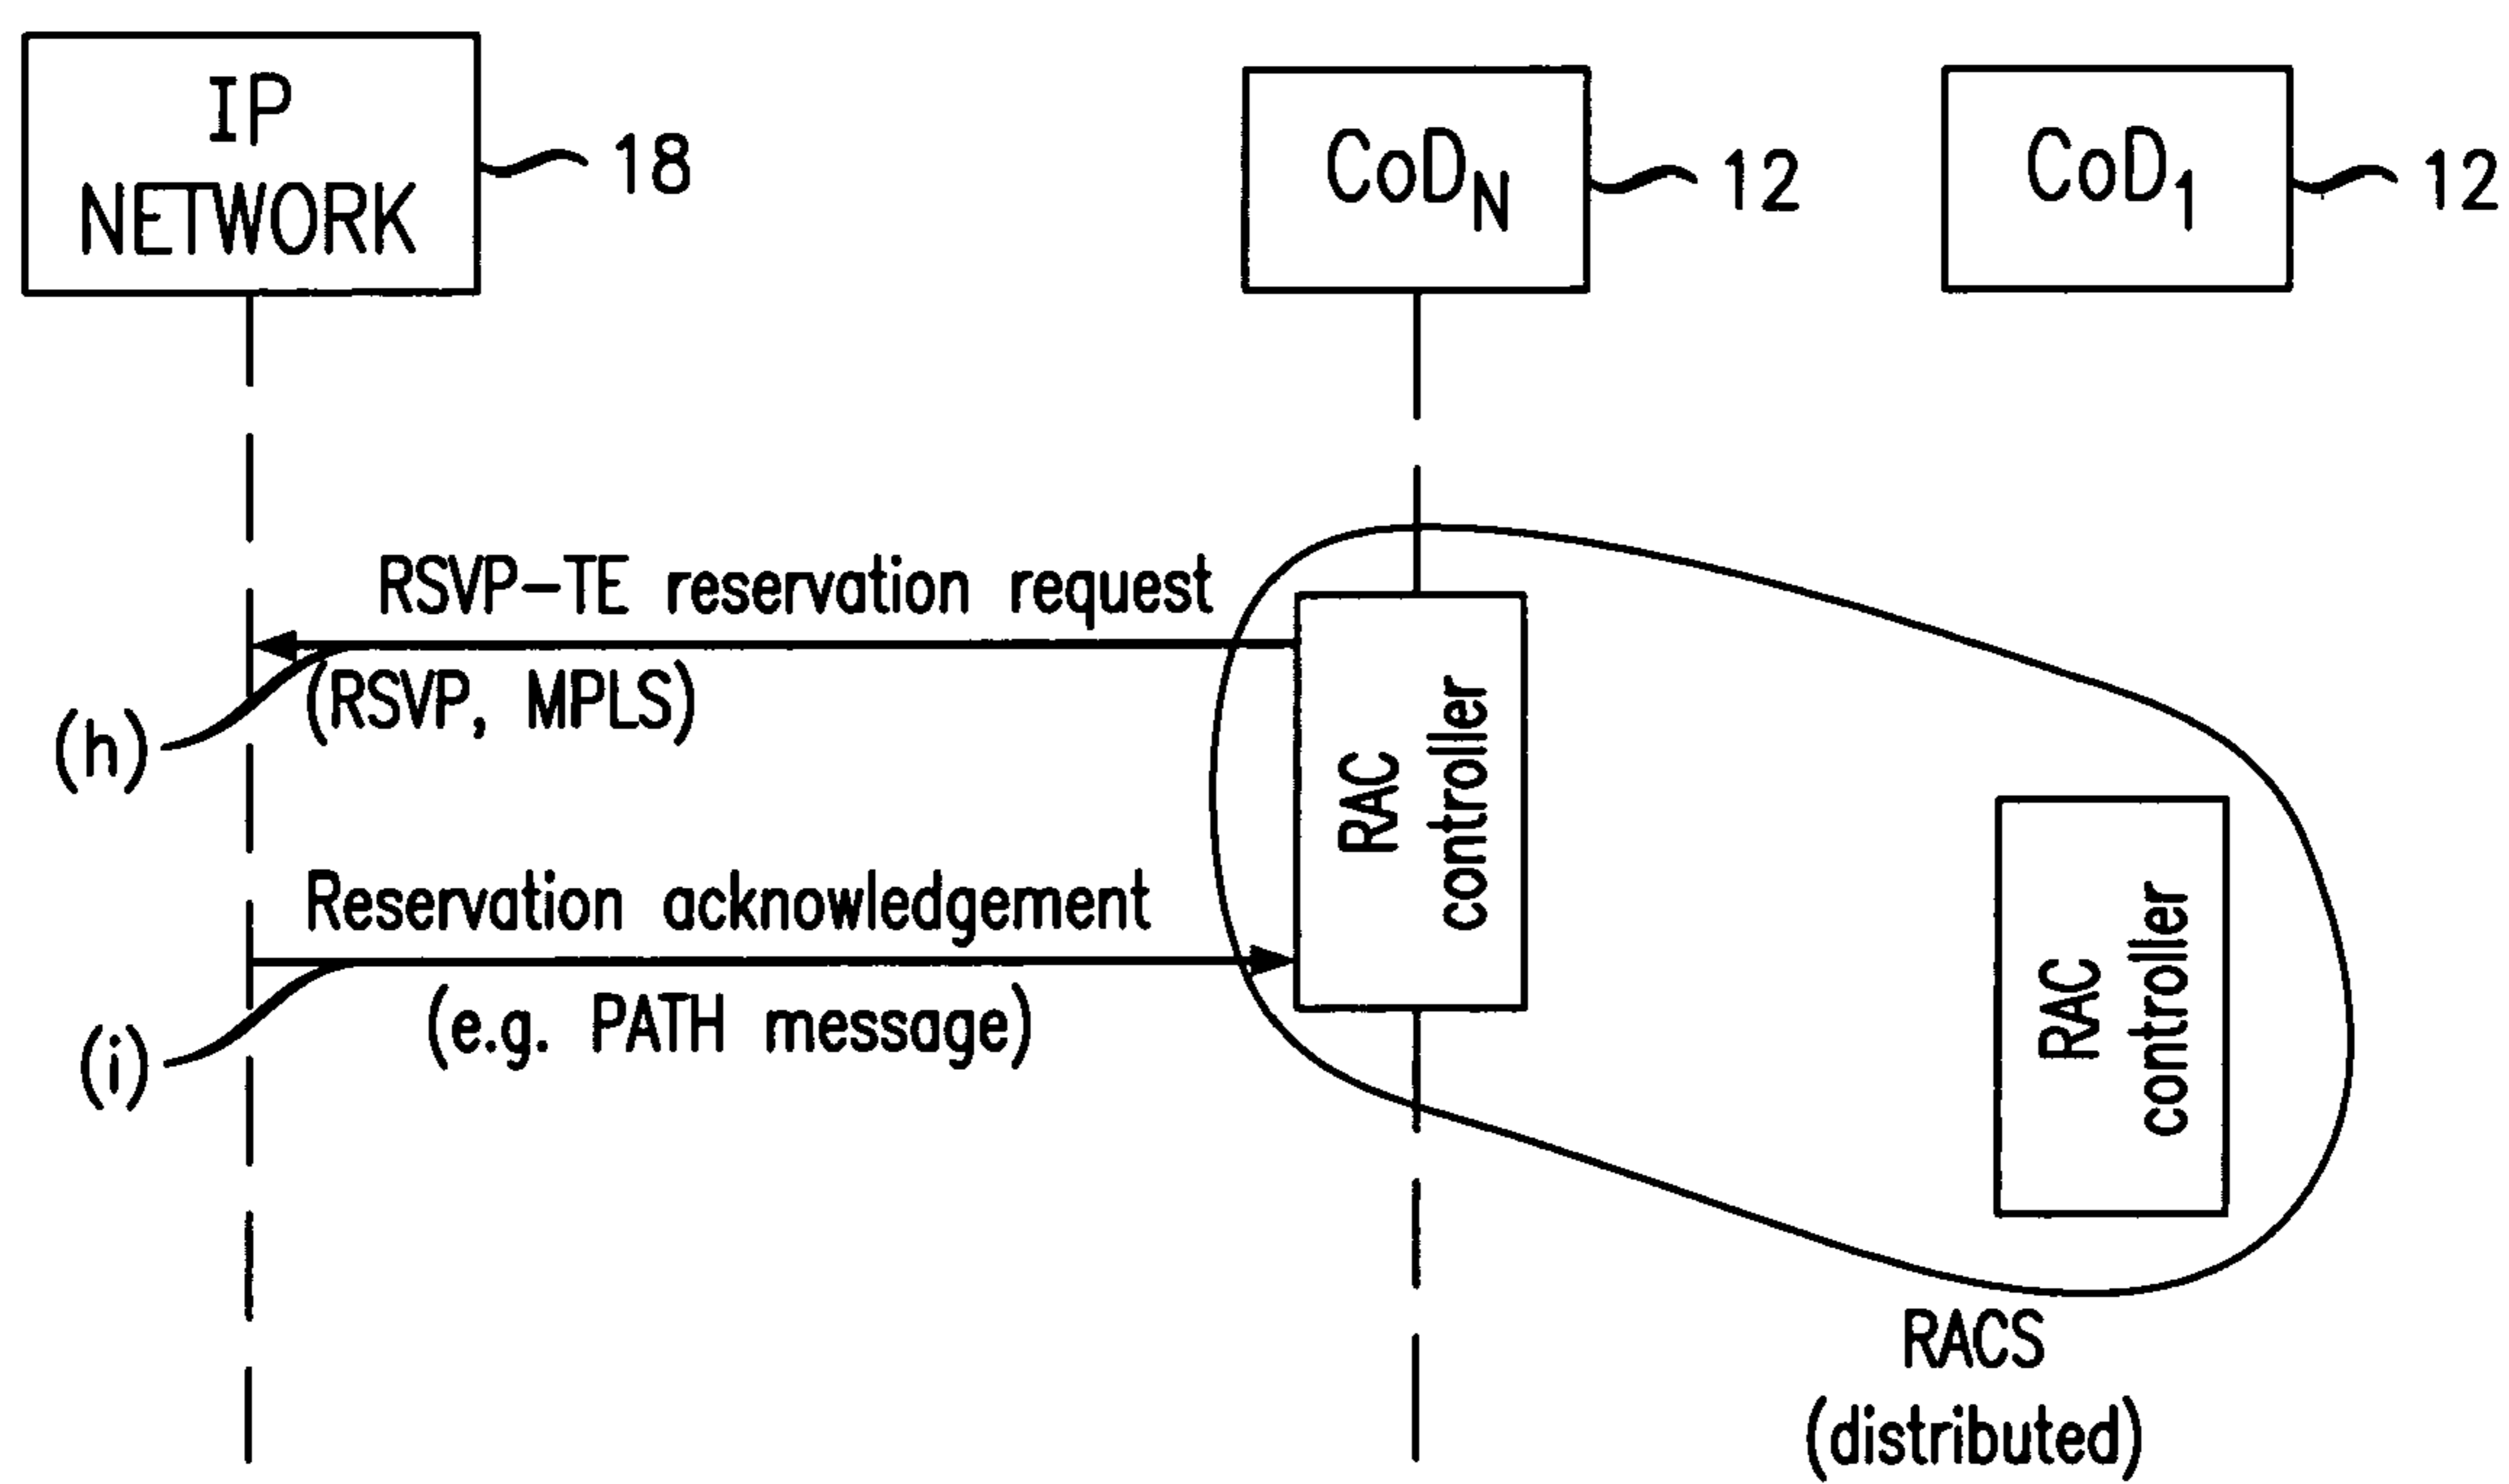 IP
NETWORK
18
CoDN
12
CoD1
12
RSVP-TE reservation request
(RSVP, MPLS)
(h)
RAC
controller
Reservation acknowledgement
(e.g. PATH message)
(i)
RAC
controller
RACS
(distributed)